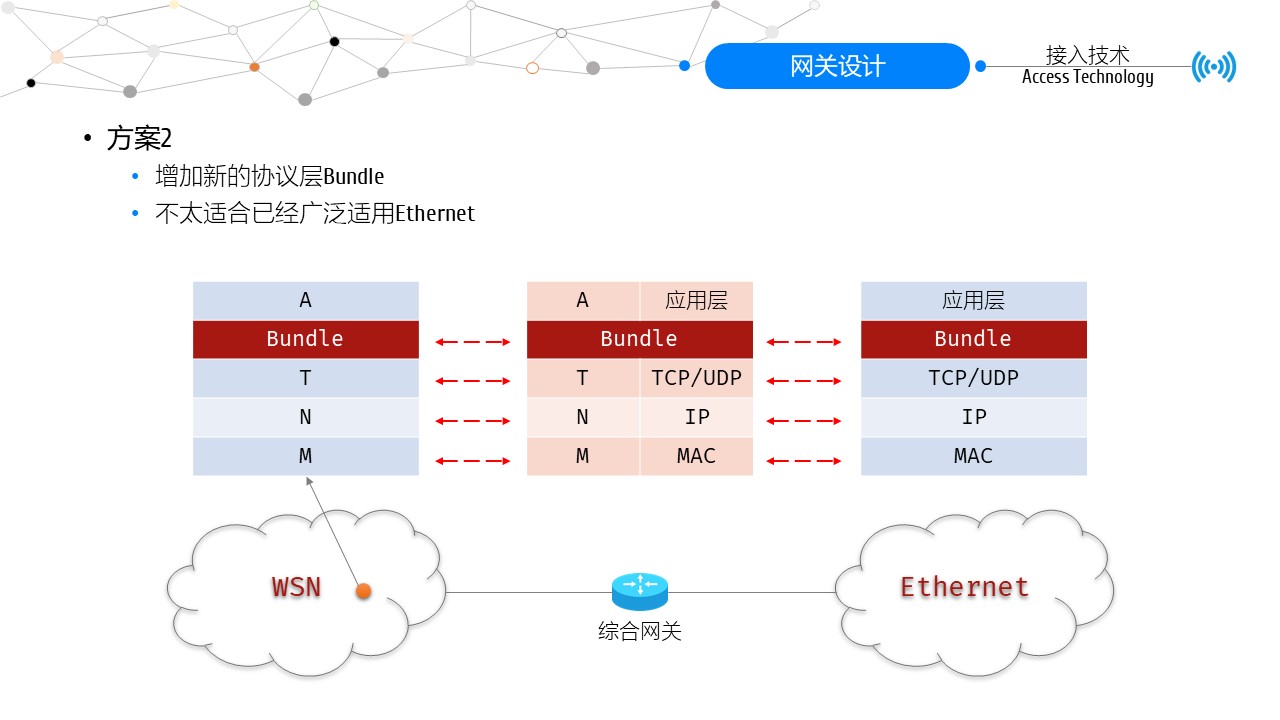 网关设计
接入技术
Access Technology
• 方案2
• 增加新的协议层Bundle
• 不太适合已经广泛适用Ethernet
A A 应用层 应用层
Bundle Bundle Bundle
T T TCP/UDP TCP/UDP
N N IP IP
M M MAC MAC
WSN Ethernet
综合网关